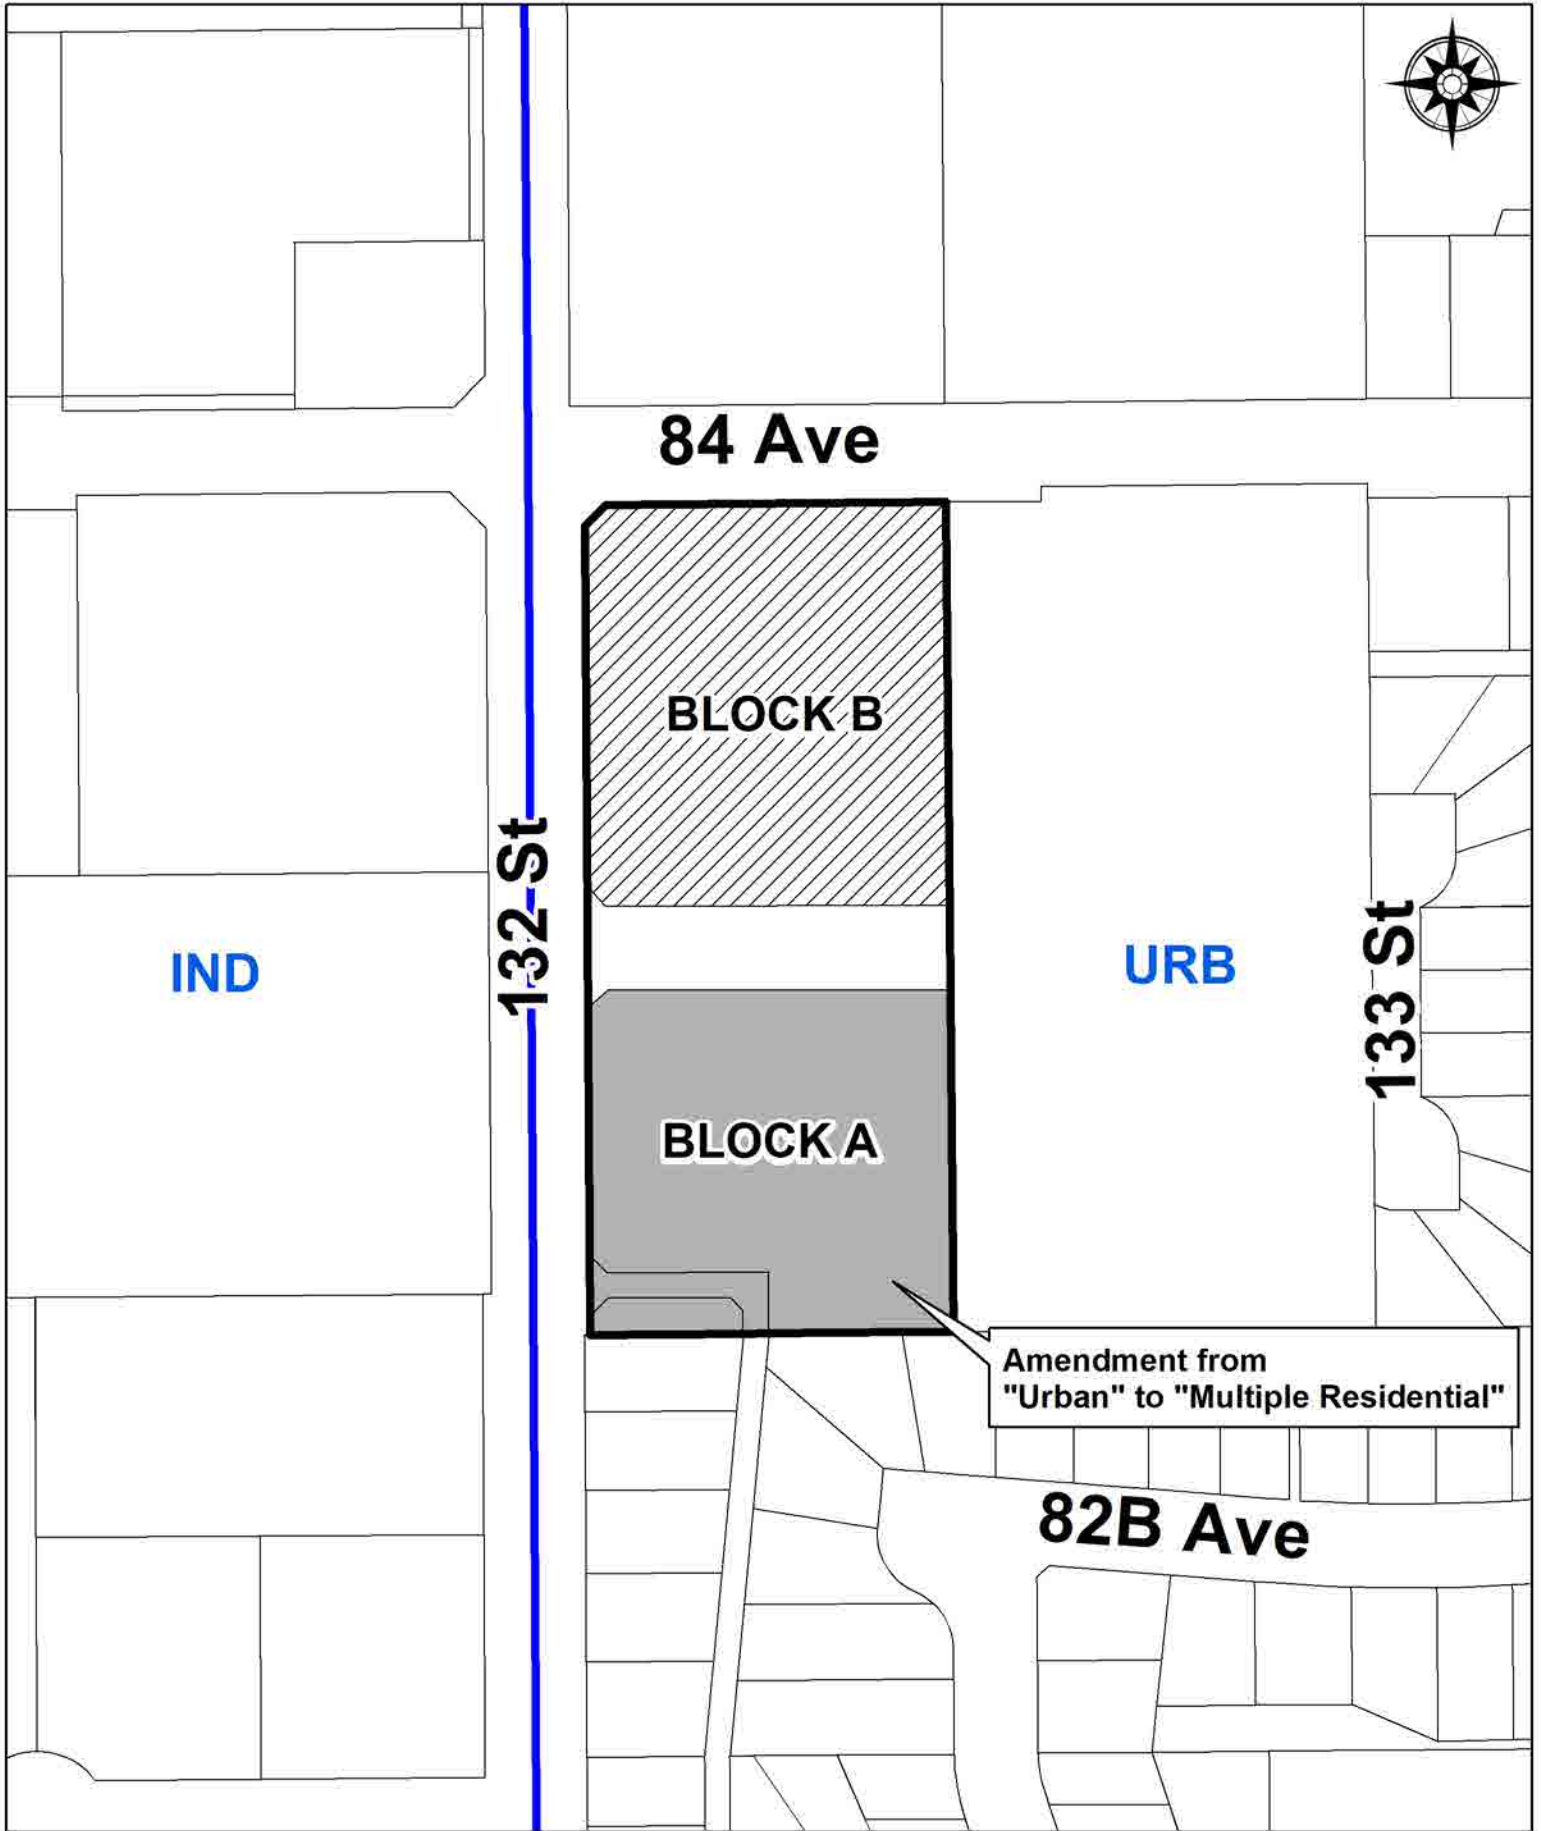 84 Ave
BLOCK B
132 St
IND
URB
133 St
BLOCK A
Amendment from
"Urban" to "Multiple Residential"
82B Ave